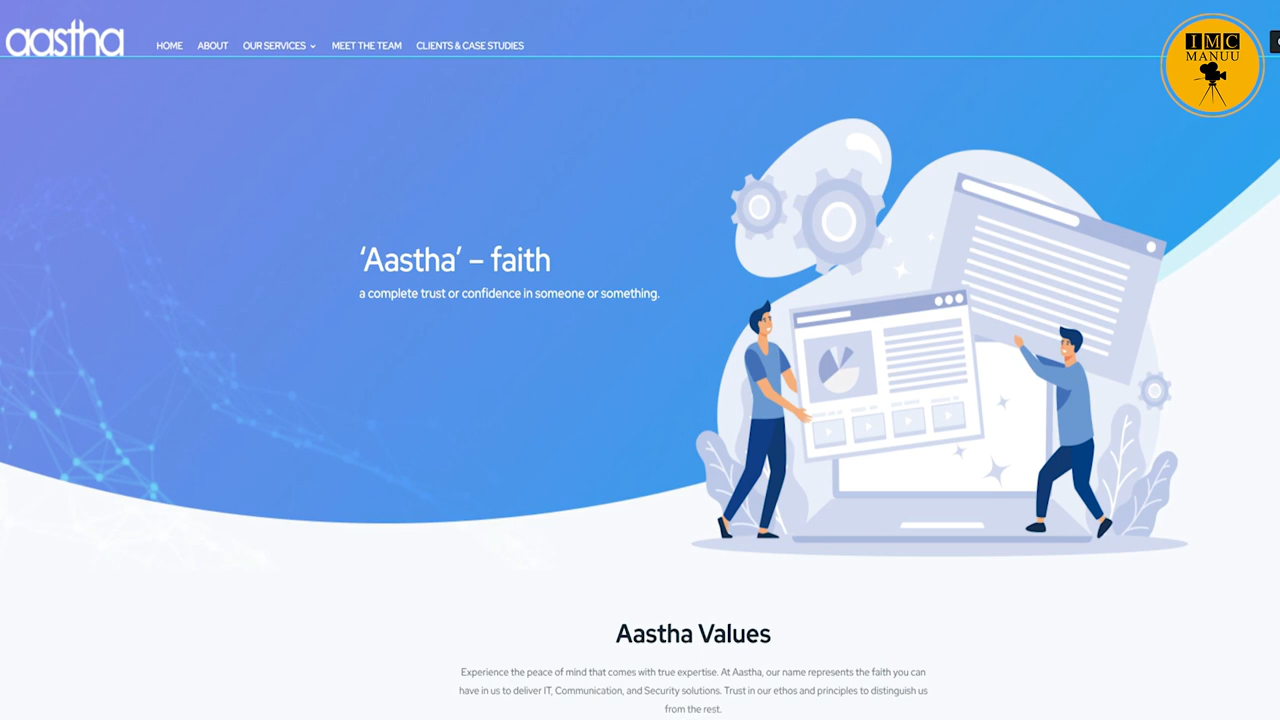 aastha
HOME ABOUT OUR SERVICES MEET THE TEAM CLIENTS & CASE STUDIES
IMC
MANUU
‘Aastha’ – faith
a complete trust or confidence in someone or something.
Aastha Values
Experience the peace of mind that comes with true expertise. At Aastha, our name represents the faith you can
have in us to deliver IT, Communication, and Security solutions. Trust in our ethos and principles to distinguish us
from the rest.